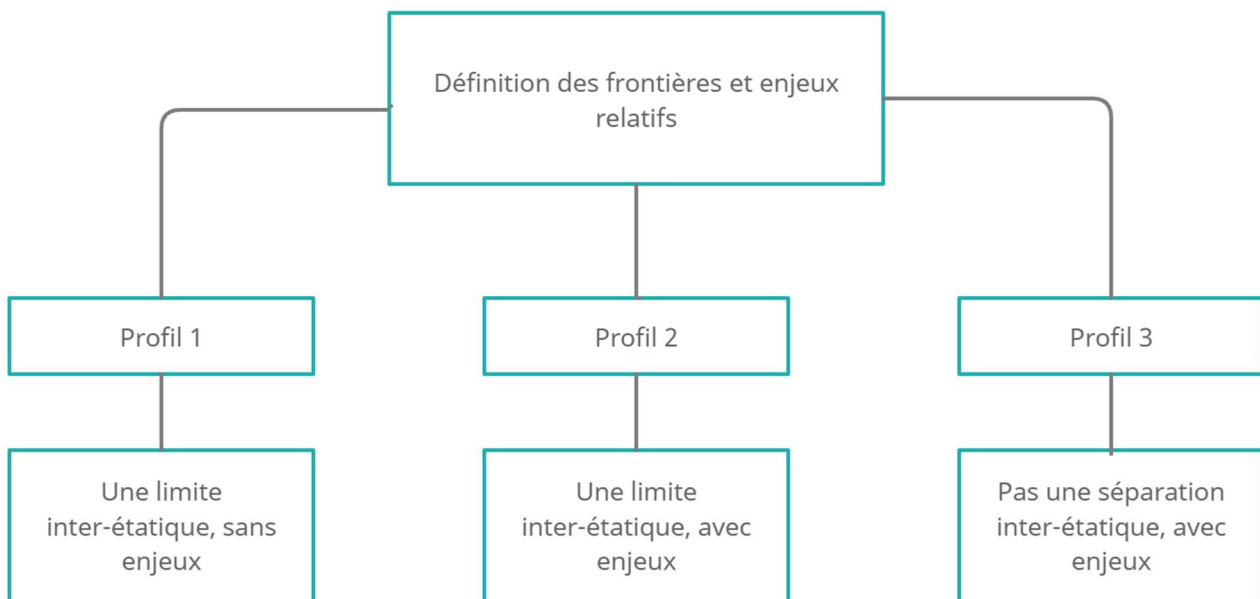 Définition des frontières et enjeux
relatifs
Profil 1
Profil 2
Profil 3
Une limite
inter-étatique, sans
enjeux
Une limite
inter-étatique, avec
enjeux
Pas une séparation
inter-étatique, avec
enjeux